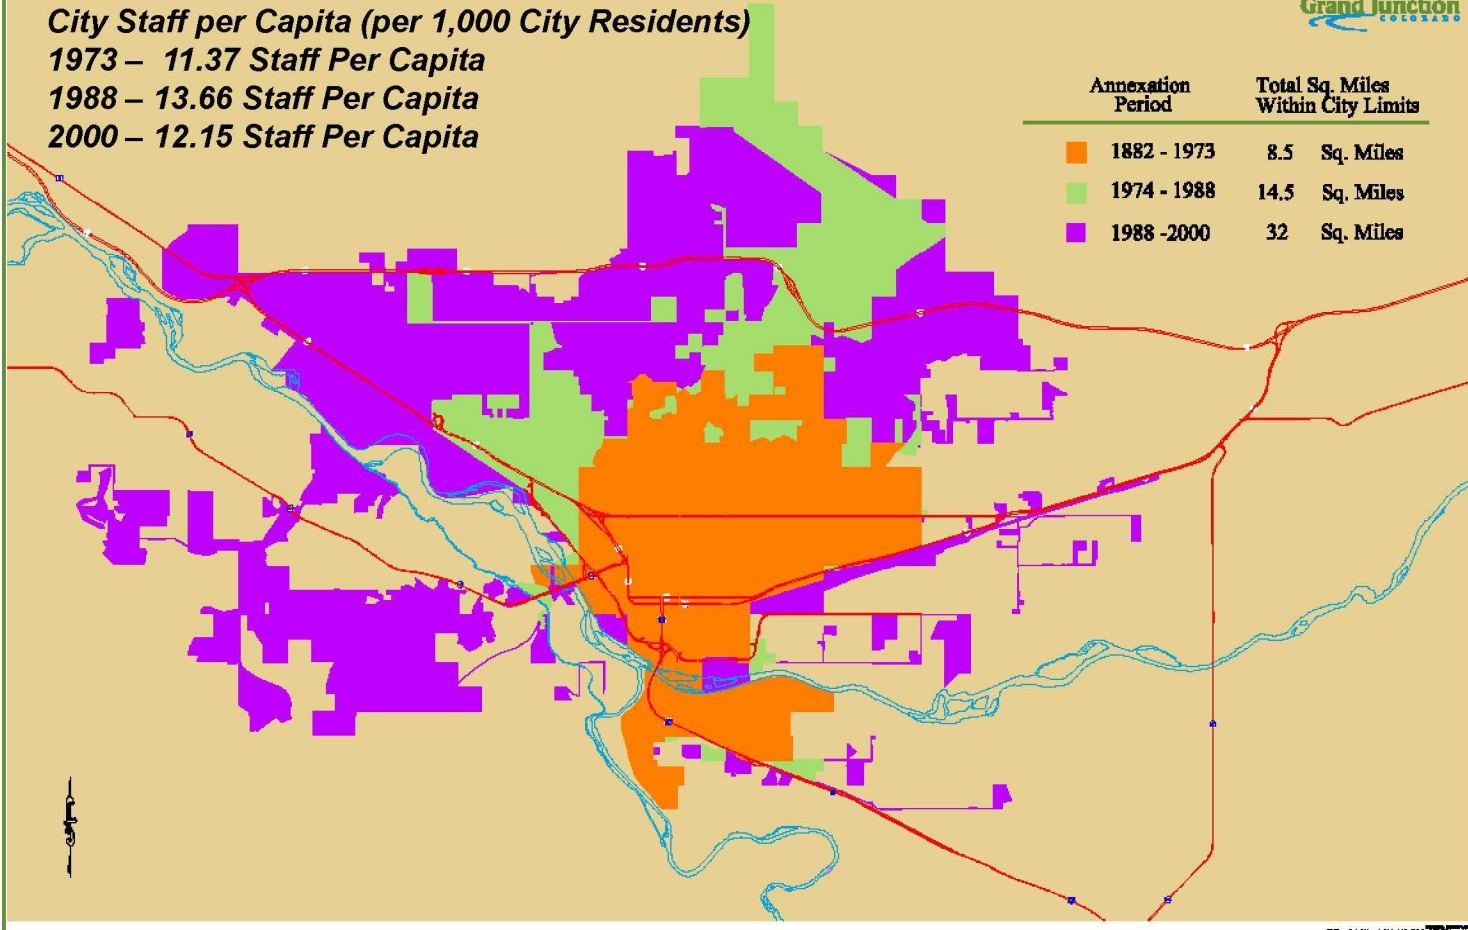 City Staff per Capita (per 1,000 City Residents)
1973 – 11.37 Staff Per Capita
1988 – 13.66 Staff Per Capita
2000 – 12.15 Staff Per Capita
Grand Junction
COLORADO
Annexation Period Total Sq. Miles Within City Limits
1882 - 1973 8.5 Sq. Miles
1974 - 1988 14.5 Sq. Miles
1988 -2000 32 Sq. Miles